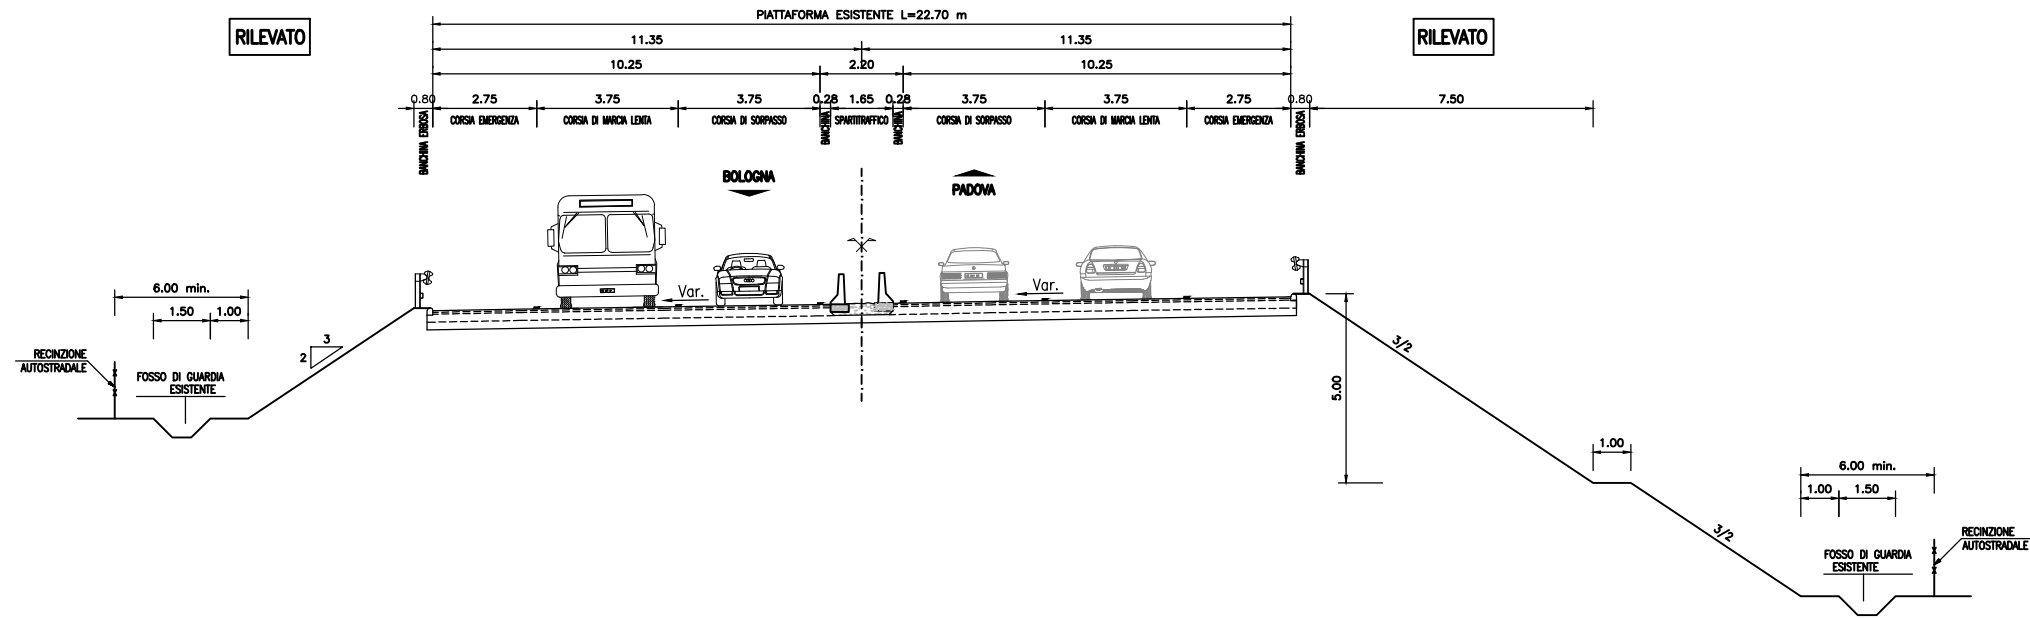 PIATTAFORMA ESISTENTE L=22.70 m
RILEVATO
RILEVATO
11.35
11.35
10.25
2.20
10.25
0.80
2.75
3.75
3.75
0.28
1.65
0.28
3.75
3.75
2.75
0.80
7.50
BANCHINA ERBOSA
CORSIA EMERGENZA
CORSIA DI MARCIA LENTA
CORSIA DI SORPASSO
BANCHINA
SPARTITRAFFICO
BANCHINA
CORSIA DI SORPASSO
CORSIA DI MARCIA LENTA
CORSIA EMERGENZA
BANCHINA ERBOSA
BOLOGNA
PADOVA
Var.
Var.
6.00 min.
1.50
1.00
3
2
RECINZIONE
AUTOSTRADALE
FOSSO DI GUARDIA
ESISTENTE
3/2
5.00
1.00
3/2
6.00 min.
1.00
1.50
RECINZIONE
AUTOSTRADALE
FOSSO DI GUARDIA
ESISTENTE